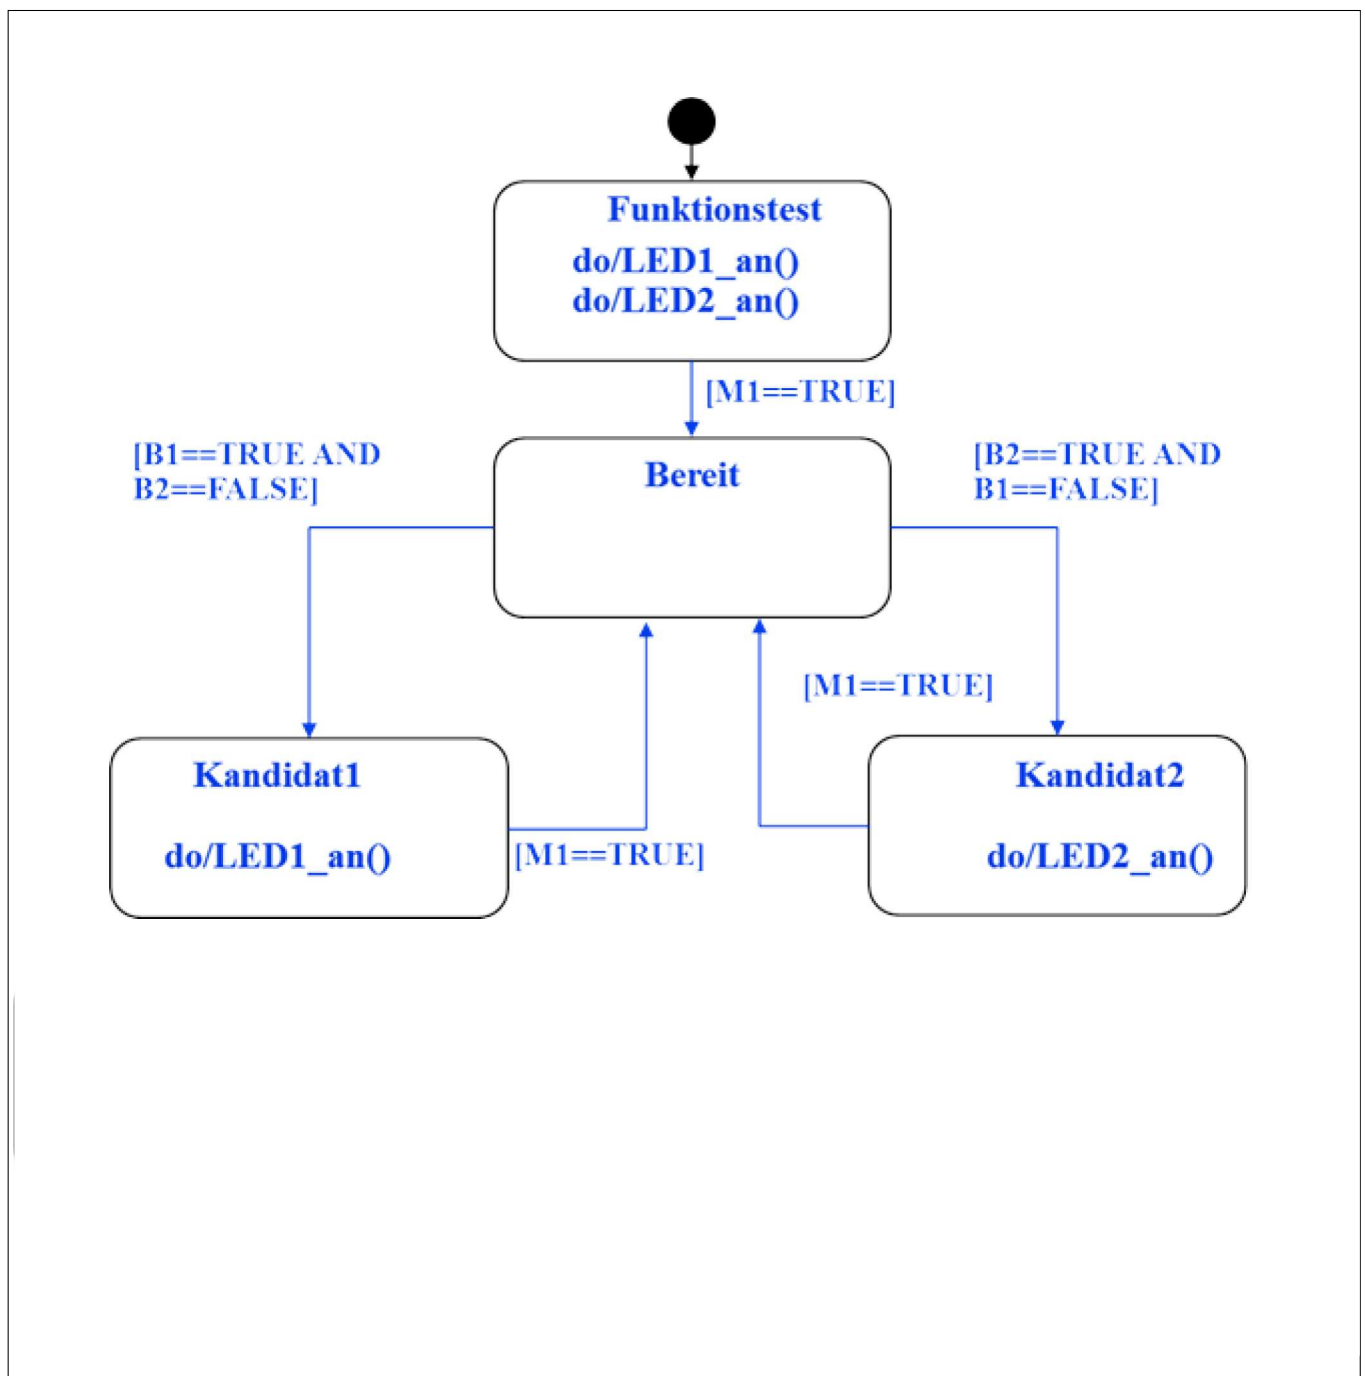 Funktionstest
do/LED1_an()
do/LED2_an()
[M1==TRUE]
[B1==TRUE AND
B2==FALSE]
Bereit
[B2==TRUE AND
B1==FALSE]
[M1==TRUE]
Kandidat1
do/LED1_an()
[M1==TRUE]
Kandidat2
do/LED2_an()